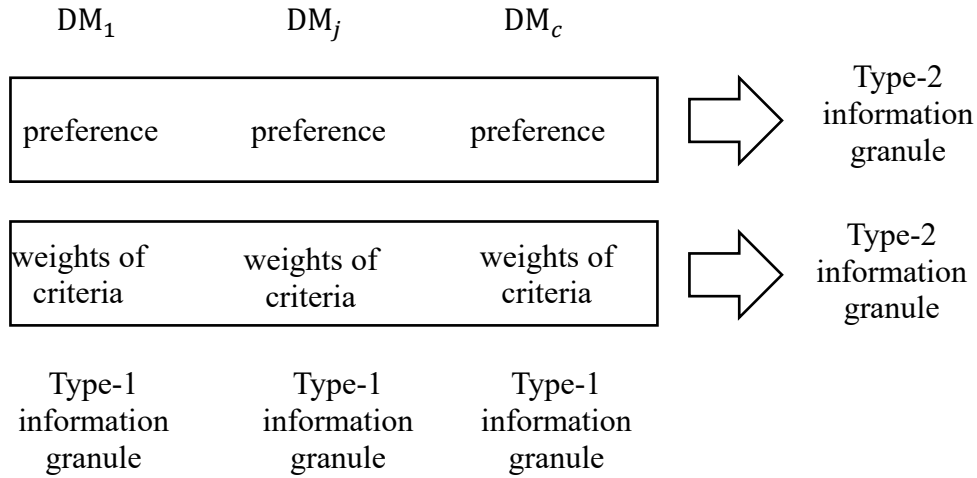 DM₁ DMⱼ DM꜀
preference preference preference
Type-2
information
granule
weights of
criteria
weights of
criteria
weights of
criteria
Type-2
information
granule
Type-1
information
granule
Type-1
information
granule
Type-1
information
granule